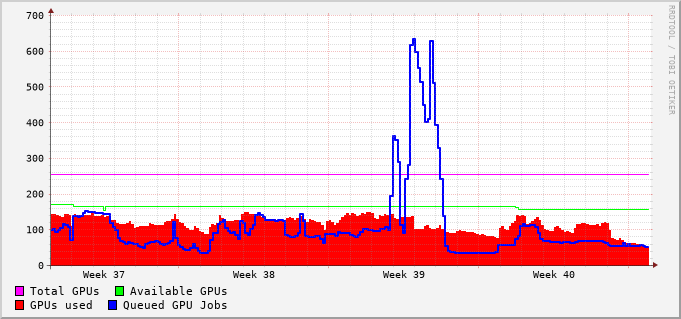 700
600
500
400
300
200
100
0
Week 37 Week 38 Week 39 Week 40
Total GPUs Available GPUs
GPUs used Queued GPU Jobs
RRDTOOL / TOBI OETIKER